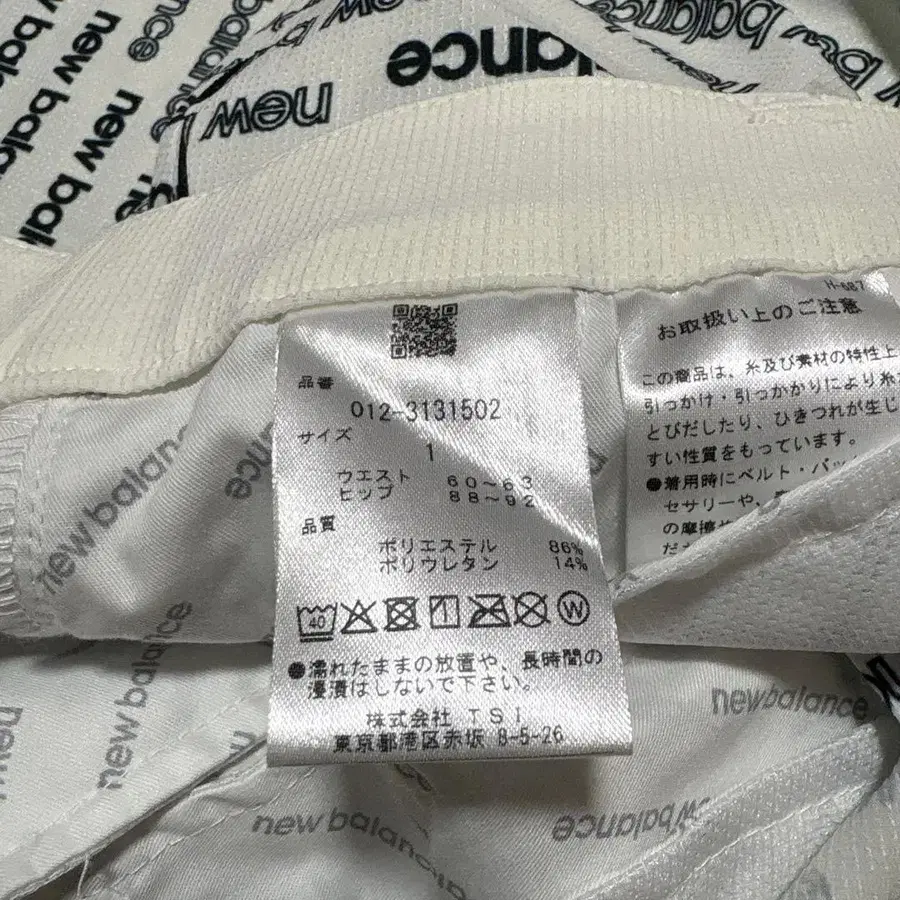 new balance
new balance
new balance
品番
012-3131502
サイズ
1
ウエスト 60~63
ヒップ 88~92
品質
ポリエステル 86%
ポリウレタン 14%
40
W
●濡れたままの放置や、長時間の
浸漬はしないで下さい。
株式会社 TSI
東京都港区赤坂 8-5-26
H-687
お取扱い上のご注意
この商品は、糸及び素材の特性上
引っかけ・引っかかりにより糸
とびだしたり、ひきつれが生じ
すい性質をもっています。
●着用時にベルト・バッ
セサリーや、
の摩擦や
new balance
new balance
new balance
new balance
new balance